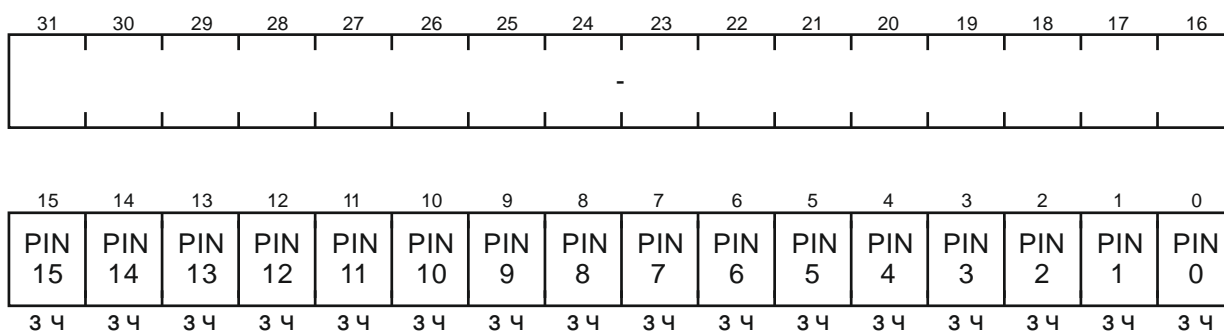 31 30 29 28 27 26 25 24 23 22 21 20 19 18 17 16
-
15 14 13 12 11 10 9 8 7 6 5 4 3 2 1 0
PIN PIN PIN PIN PIN PIN PIN PIN PIN PIN PIN PIN PIN PIN PIN PIN
15 14 13 12 11 10 9 8 7 6 5 4 3 2 1 0
З Ч З Ч З Ч З Ч З Ч З Ч З Ч З Ч З Ч З Ч З Ч З Ч З Ч З Ч З Ч З Ч